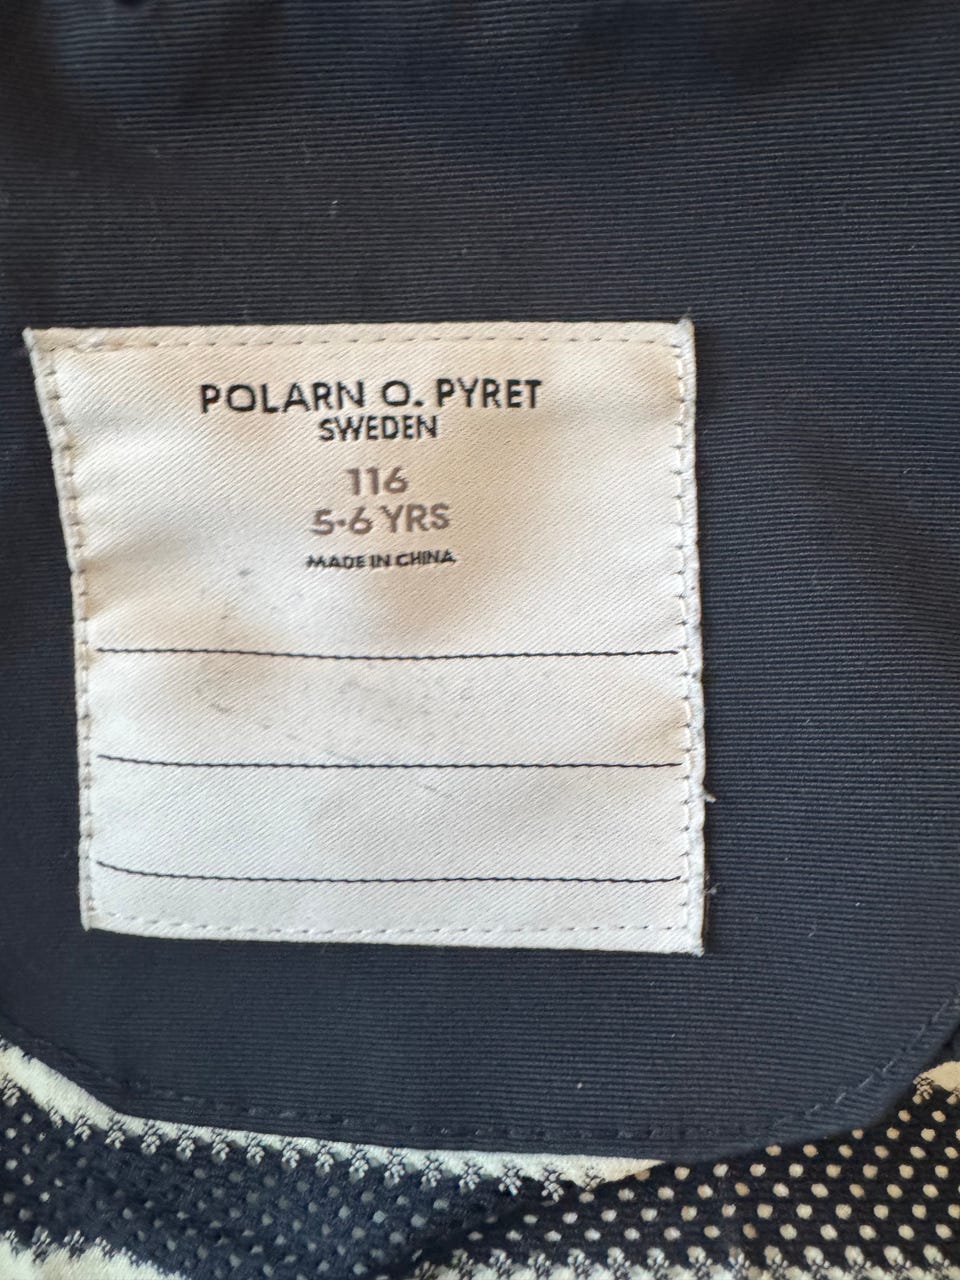 POLARN O. PYRET
SWEDEN
116
5-6 YRS
MADE IN CHINA